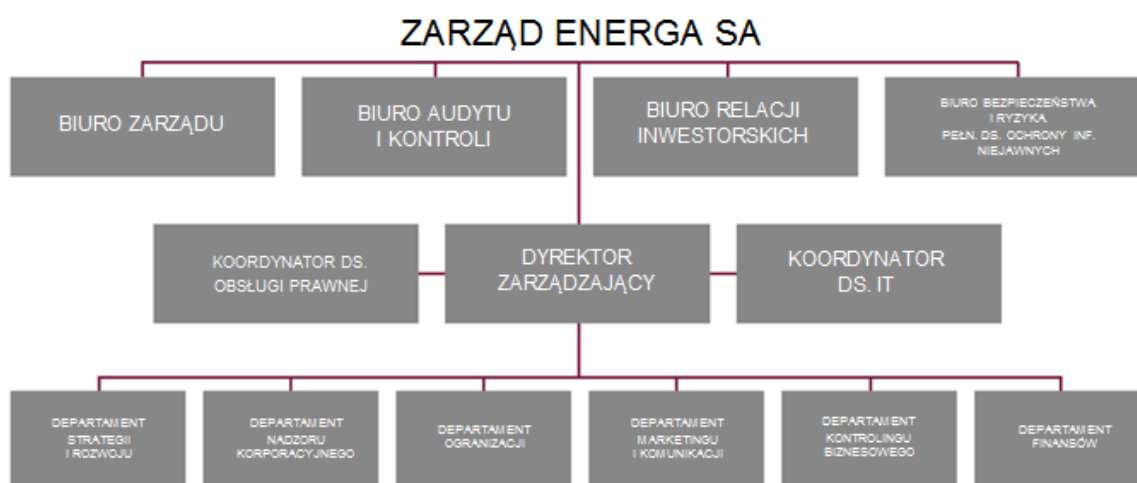 ZARZĄD ENERGA SA
BIURO ZARZĄDU
BIURO AUDYTU
I KONTROLI
BIURO RELACJI
INWESTORSKICH
BIURO BEZPIECZEŃSTWA
I RYZYKA
PEŁN. DS. OCHRONY INF.
NIEJAWNYCH
KOORDYNATOR DS.
OBSŁUGI PRAWNEJ
DYREKTOR
ZARZĄDZAJĄCY
KOORDYNATOR
DS. IT
DEPARTAMENT
STRATEGII
I ROZWOJU
DEPARTAMENT
NADZORU
KORPORACYJNEGO
DEPARTAMENT
OGRANIZACJI
DEPARTAMENT
MARKETINGU
I KOMUNIKACJI
DEPARTAMENT
KONTROLINGU
BIZNESOWEGO
DEPARTAMENT
FINANSÓW